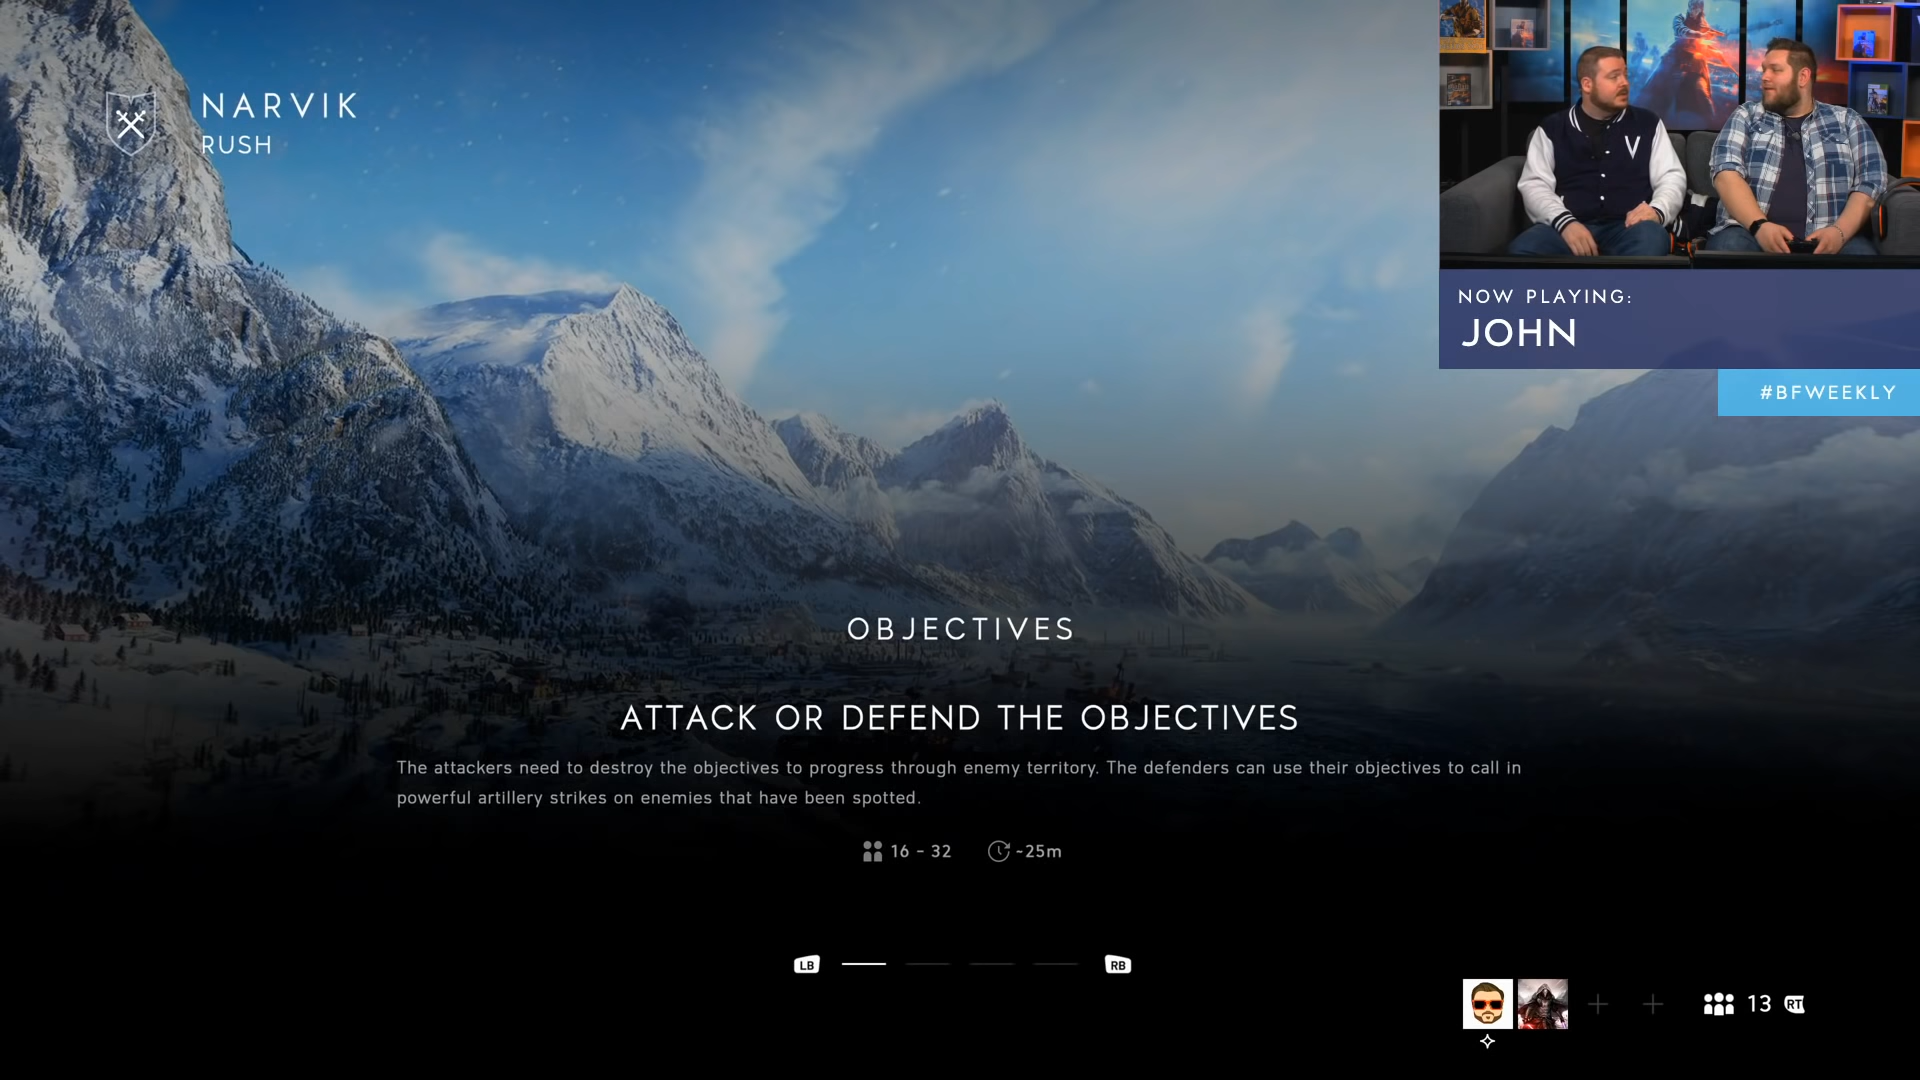 NARVIK
RUSH
V
NOW PLAYING:
JOHN
#BFWEEKLY
OBJECTIVES
ATTACK OR DEFEND THE OBJECTIVES
The attackers need to destroy the objectives to progress through enemy territory. The defenders can use their objectives to call in
powerful artillery strikes on enemies that have been spotted.
16 - 32
~25m
LB
RB
13
RT